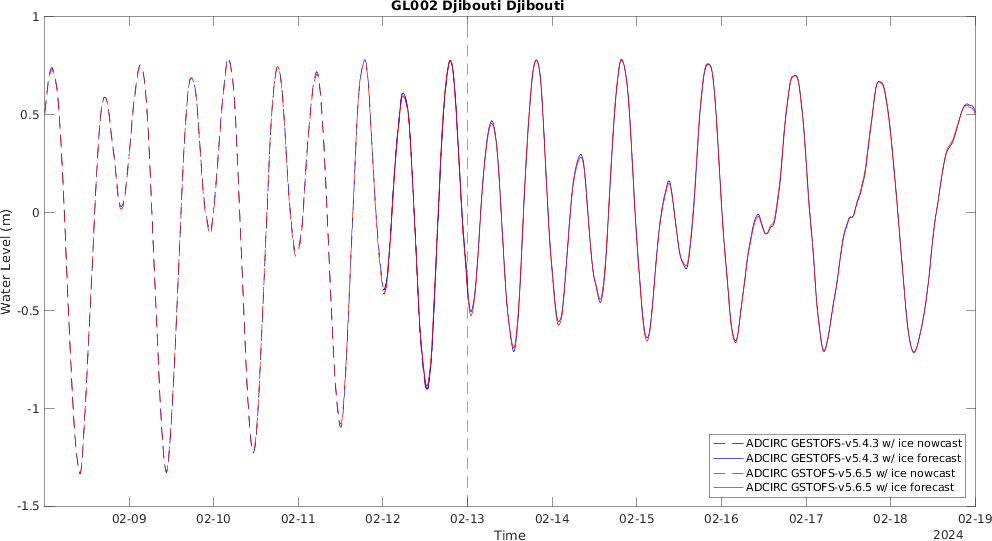 GL002 Djibouti Djibouti
Water Level (m)
1
0.5
0
-0.5
-1
-1.5
ADCIRC GESTOFS-v5.4.3 w/ ice nowcast
ADCIRC GESTOFS-v5.4.3 w/ ice forecast
ADCIRC GSTOFS-v5.6.5 w/ ice nowcast
ADCIRC GSTOFS-v5.6.5 w/ ice forecast
02-09 02-10 02-11 02-12 02-13 02-14 02-15 02-16 02-17 02-18 02-19
Time
2024